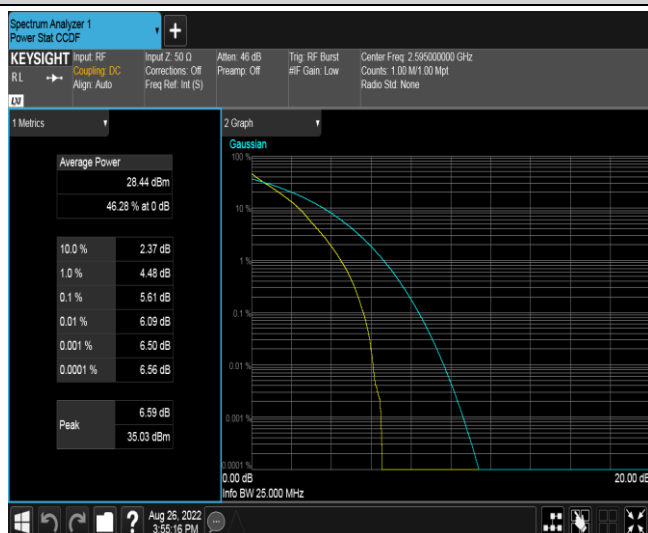 Spectrum Analyzer 1
Power Stat CCDF
KEYSIGHT
R L
LXI
Input: RF
Coupling: DC
Align: Auto
Input Z: 50 Ω
Corrections: Off
Freq Ref: Int (S)
Atten: 46 dB
Preamp: Off
Trig: RF Burst
#IF Gain: Low
Center Freq: 2.595000000 GHz
Counts: 1.00 M/1.00 Mpt
Radio Std: None
1 Metrics
Average Power
28.44 dBm
46.28 % at 0 dB
10.0 % 2.37 dB
1.0 % 4.48 dB
0.1 % 5.61 dB
0.01 % 6.09 dB
0.001 % 6.50 dB
0.0001 % 6.56 dB
Peak
6.59 dB
35.03 dBm
2 Graph
Gaussian
100 %
10 %
1 %
0.1 %
0.01 %
0.001 %
0.0001 %
0.00 dB
20.00 dB
Info BW 25.000 MHz
?
Aug 26, 2022
3:55:16 PM